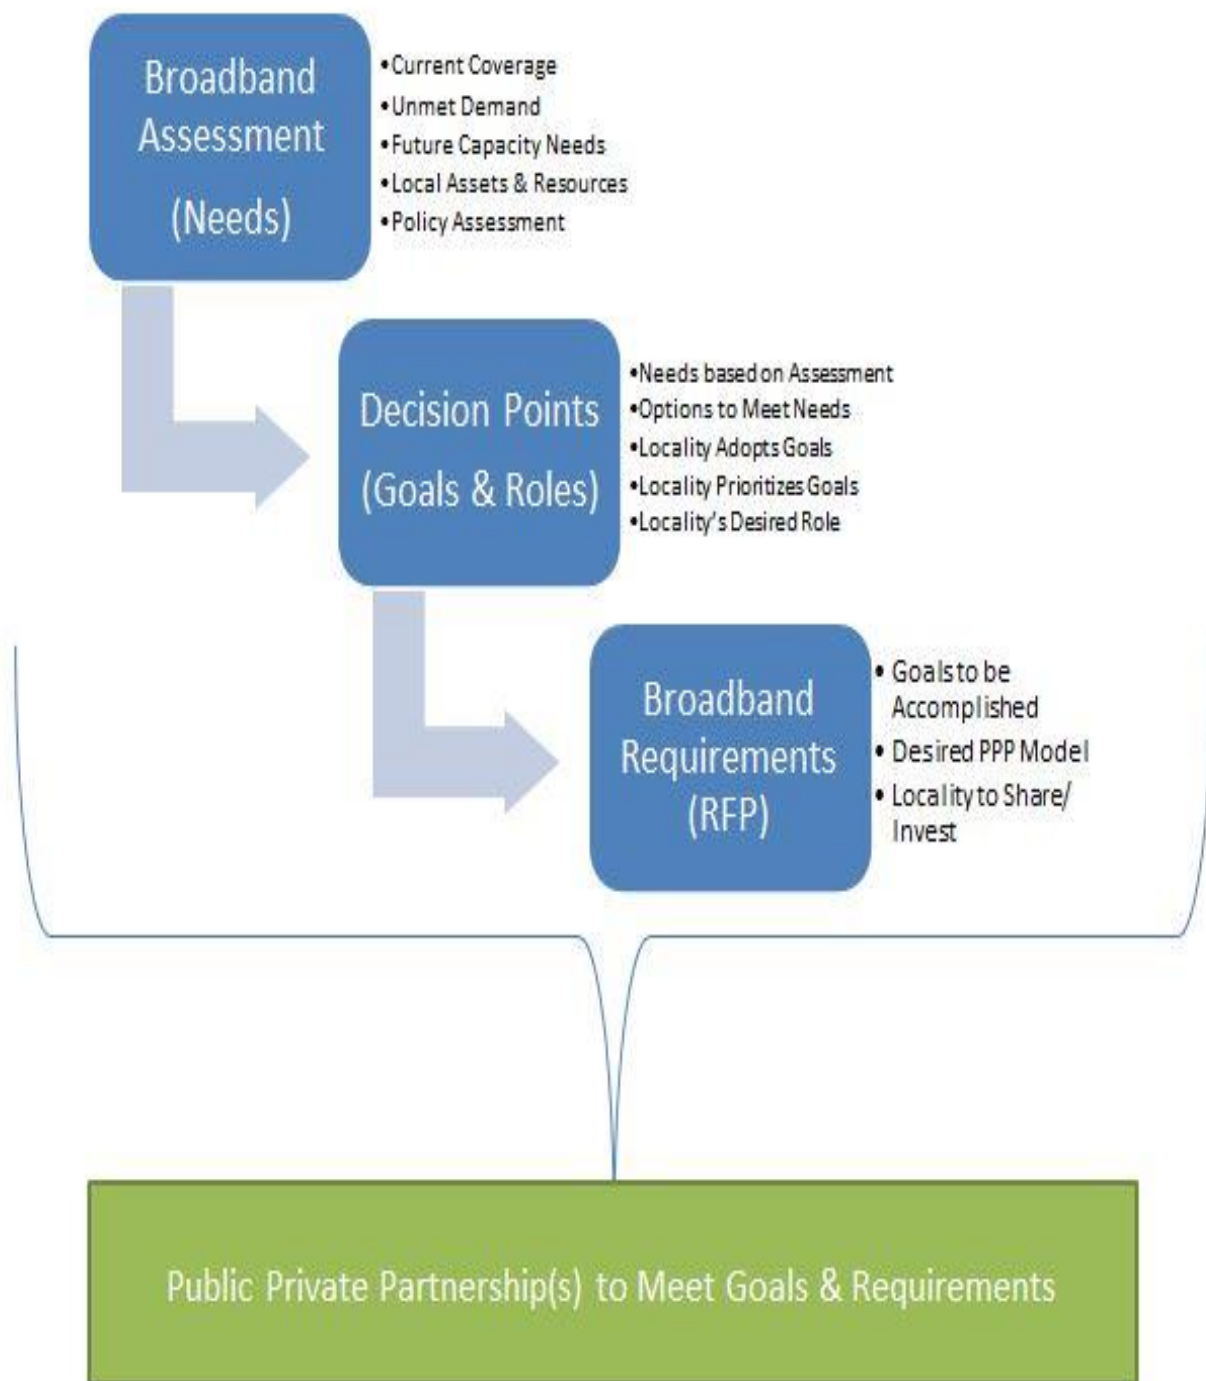 Broadband
Assessment
(Needs)
•Current Coverage
•Unmet Demand
•Future Capacity Needs
•Local Assets & Resources
•Policy Assessment
Decision Points
(Goals & Roles)
•Needs based on Assessment
•Options to Meet Needs
•Locality Adopts Goals
•Locality Prioritizes Goals
•Locality's Desired Role
Broadband
Requirements
(RFP)
• Goals to be
Accomplished
• Desired PPP Model
• Locality to Share/
Invest
Public Private Partnership(s) to Meet Goals & Requirements